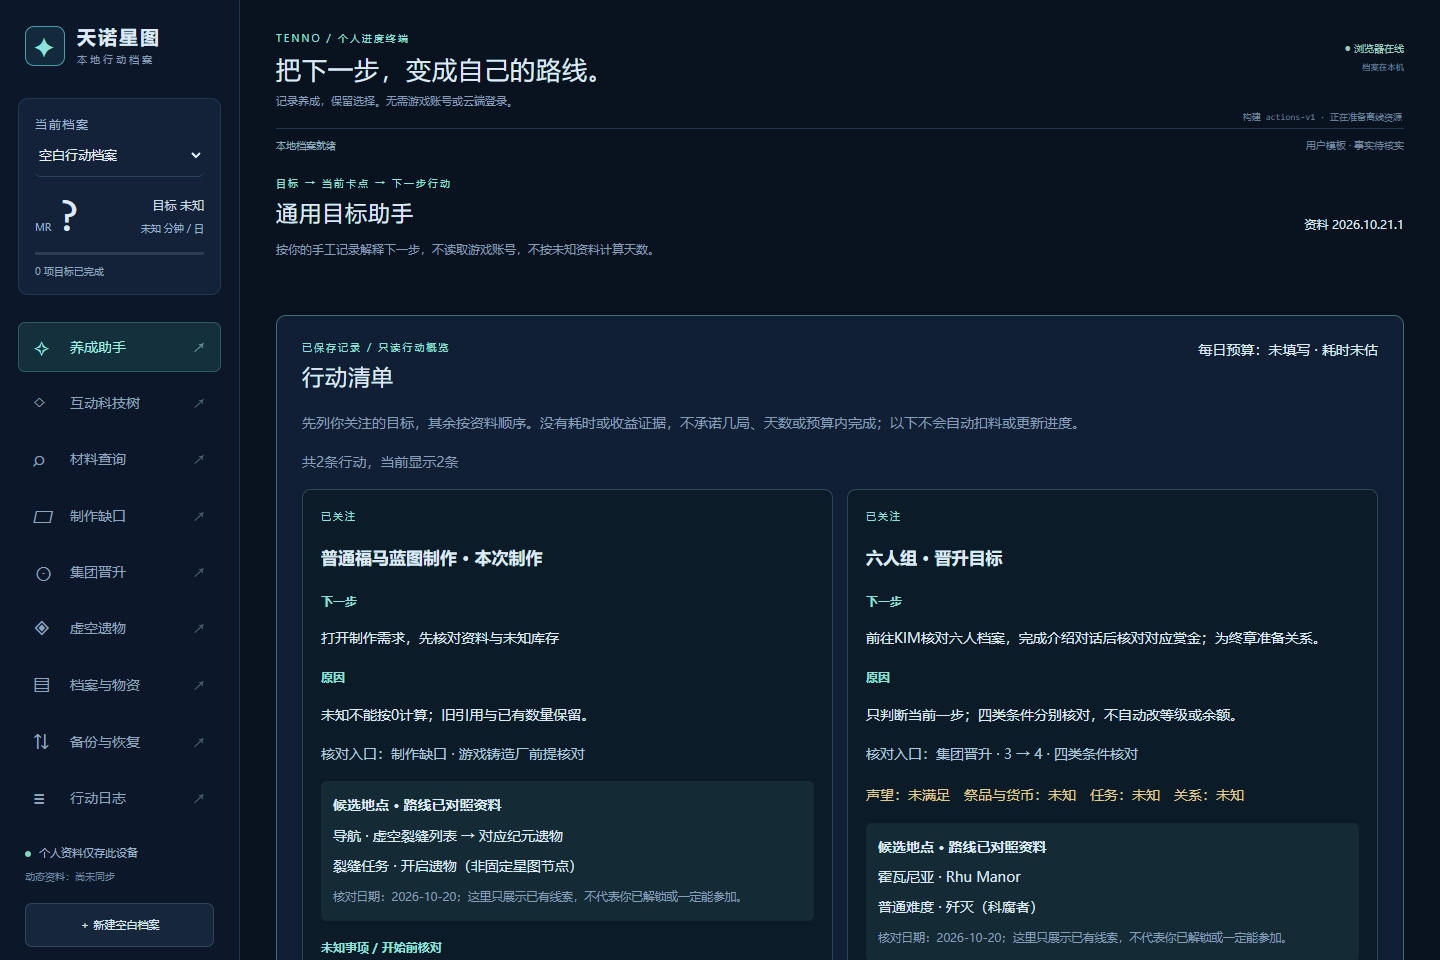 天诺星图
本地行动档案
当前档案
空白行动档案
MR ?
目标 未知
未知 分钟 / 日
0 项目标已完成
养成助手
互动科技树
材料查询
制作缺口
集团晋升
虚空遗物
档案与物资
备份与恢复
行动日志
个人资料仅存此设备
动态资料：尚未同步
+ 新建空白档案
TENNO / 个人进度终端
把下一步，变成自己的路线。
记录养成，保留选择。无需游戏账号或云端登录。
浏览器在线
档案在本机
构建 actions-v1 · 正在准备离线资源
本地档案就绪
用户模板 · 事实待核实
目标 → 当前卡点 → 下一步行动
通用目标助手
按你的手工记录解释下一步，不读取游戏账号，不按未知资料计算天数。
资料 2026.10.21.1
已保存记录 / 只读行动概览
行动清单
每日预算：未填写 · 耗时未估
先列你关注的目标，其余按资料顺序。没有耗时或收益证据，不承诺几局、天数或预算内完成；以下不会自动扣料或更新进度。
共2条行动，当前显示2条
已关注
普通福马蓝图制作 • 本次制作
下一步
打开制作需求，先核对资料与未知库存
原因
未知不能按0计算；旧引用与已有数量保留。
核对入口：制作缺口 · 游戏铸造厂前提核对
候选地点 • 路线已对照资料
导航 · 虚空裂缝列表 → 对应纪元遗物
裂缝任务 · 开启遗物（非固定星图节点）
核对日期：2026-10-20；这里只展示已有线索，不代表你已解锁或一定能参加。
未知事项 / 开始前核对
已关注
六人组 • 晋升目标
下一步
前往KIM核对六人档案，完成介绍对话后核对对应赏金；为终章准备关系。
原因
只判断当前一步；四类条件分别核对，不自动改等级或余额。
核对入口：集团晋升 · 3 → 4 · 四类条件核对
声望：未满足 祭品与货币：未知 任务：未知 关系：未知
候选地点 • 路线已对照资料
霍瓦尼亚 · Rhu Manor
普通难度 · 歼灭（科腐者）
核对日期：2026-10-20；这里只展示已有线索，不代表你已解锁或一定能参加。